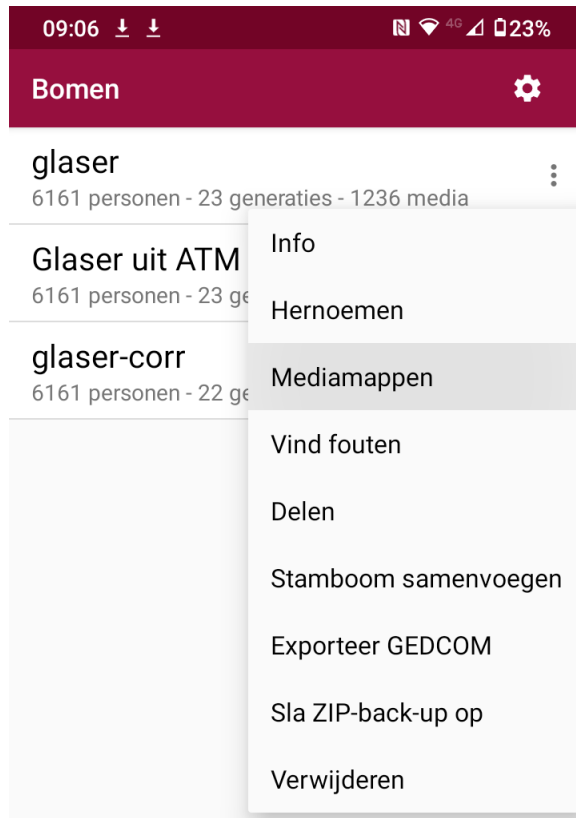 09:06 4G 23%
Bomen
glaser
6161 personen - 23 generaties - 1236 media
Glaser uit ATM
6161 personen - 23 ge
glaser-corr
6161 personen - 22 ge
Info
Hernoemen
Mediamappen
Vind fouten
Delen
Stamboom samenvoegen
Exporteer GEDCOM
Sla ZIP-back-up op
Verwijderen